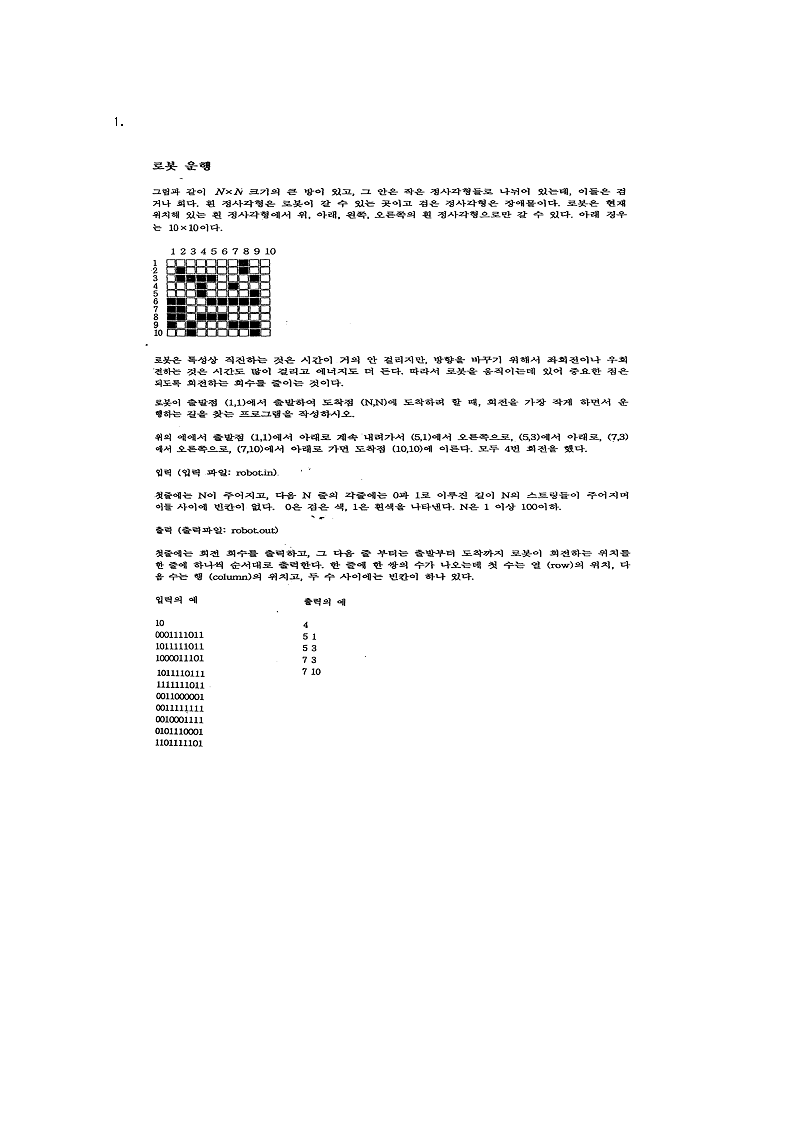 1.
로봇 운행
그림과 같이 N×N 크기의 큰 방이 있고, 그 안은 작은 정사각형들로 나뉘어 있는데, 이들은 검
거나 희다. 흰 정사각형은 로봇이 갈 수 있는 곳이고 검은 정사각형은 장애물이다. 로봇은 현재
위치해 있는 흰 정사각형에서 위, 아래, 왼쪽, 오른쪽의 흰 정사각형으로만 갈 수 있다. 아래 경우
는 10×10이다.
1 2 3 4 5 6 7 8 9 10
1
2
3
4
5
6
7
8
9
10
로봇은 특성상 직진하는 것은 시간이 거의 안 걸리지만, 방향을 바꾸기 위해서 좌회전이나 우회
전하는 것은 시간도 많이 걸리고 에너지도 더 든다. 따라서 로봇을 움직이는데 있어 중요한 점은
되도록 회전하는 회수를 줄이는 것이다.
로봇이 출발점 (1,1)에서 출발하여 도착점 (N,N)에 도착하려 할 때, 회전을 가장 작게 하면서 운
행하는 길을 찾는 프로그램을 작성하시오.
위의 예에서 출발점 (1,1)에서 아래로 계속 내려가서 (5,1)에서 오른쪽으로, (5,3)에서 아래로, (7,3)
에서 오른쪽으로, (7,10)에서 아래로 가면 도착점 (10,10)에 이른다. 모두 4번 회전을 했다.
입력 (입력 파일: robot.in)
첫줄에는 N이 주어지고, 다음 N 줄의 각줄에는 0과 1로 이루진 길이 N의 스트링들이 주어지며
이들 사이에 빈칸이 없다. 0은 검은 색, 1은 흰색을 나타낸다. N은 1 이상 100이하.
출력 (출력파일: robot.out)
첫줄에는 회전 회수를 출력하고, 그 다음 줄 부터는 출발부터 도착까지 로봇이 회전하는 위치를
한 줄에 하나씩 순서대로 출력한다. 한 줄에 한 쌍의 수가 나오는데 첫 수는 열 (row)의 위치, 다
음 수는 행 (column)의 위치고, 두 수 사이에는 빈칸이 하나 있다.
입력의 예 출력의 예
10 4
0001111011 5 1
1011111011 5 3
1000011101 7 3
1011110111 7 10
1111111011
0011000001
0011111111
0010001111
0101110001
1101111101